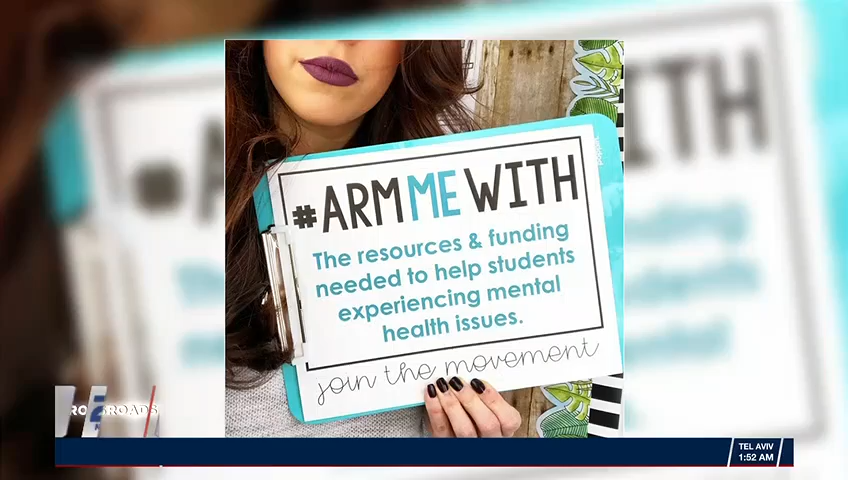 #ARMMEWITH
The resources & funding
needed to help students
experiencing mental
health issues.
join the movement
TEL AVIV
1:52 AM